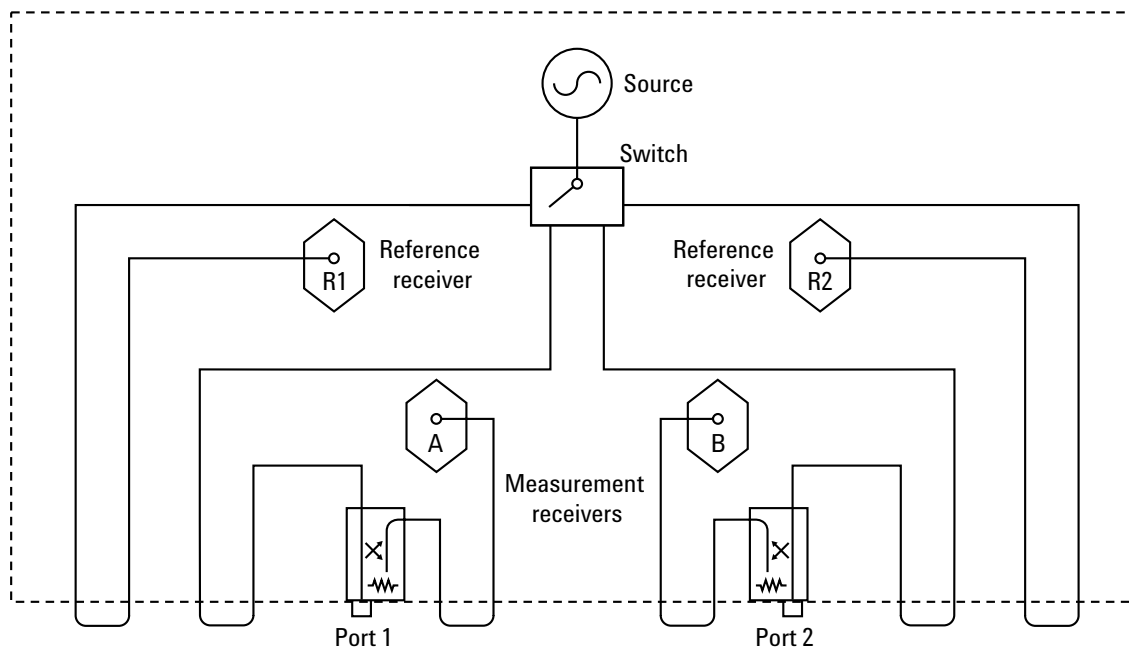 Source
Switch
Reference
receiver
R1
Reference
receiver
R2
A
B
Measurement
receivers
Port 1
Port 2